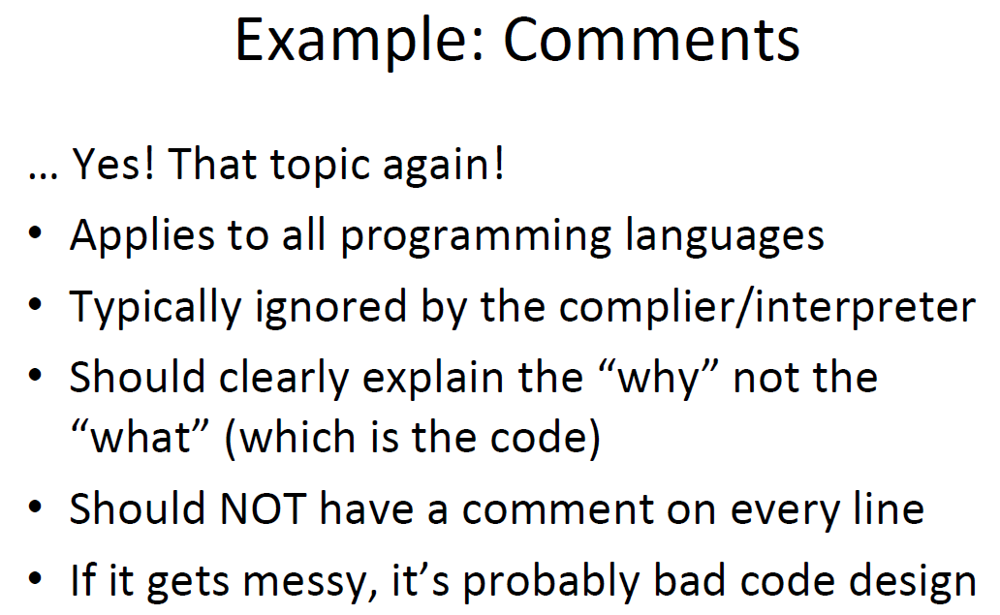 Example: Comments
... Yes! That topic again!
• Applies to all programming languages
• Typically ignored by the complier/interpreter
• Should clearly explain the “why” not the
“what” (which is the code)
• Should NOT have a comment on every line
• If it gets messy, it’s probably bad code design